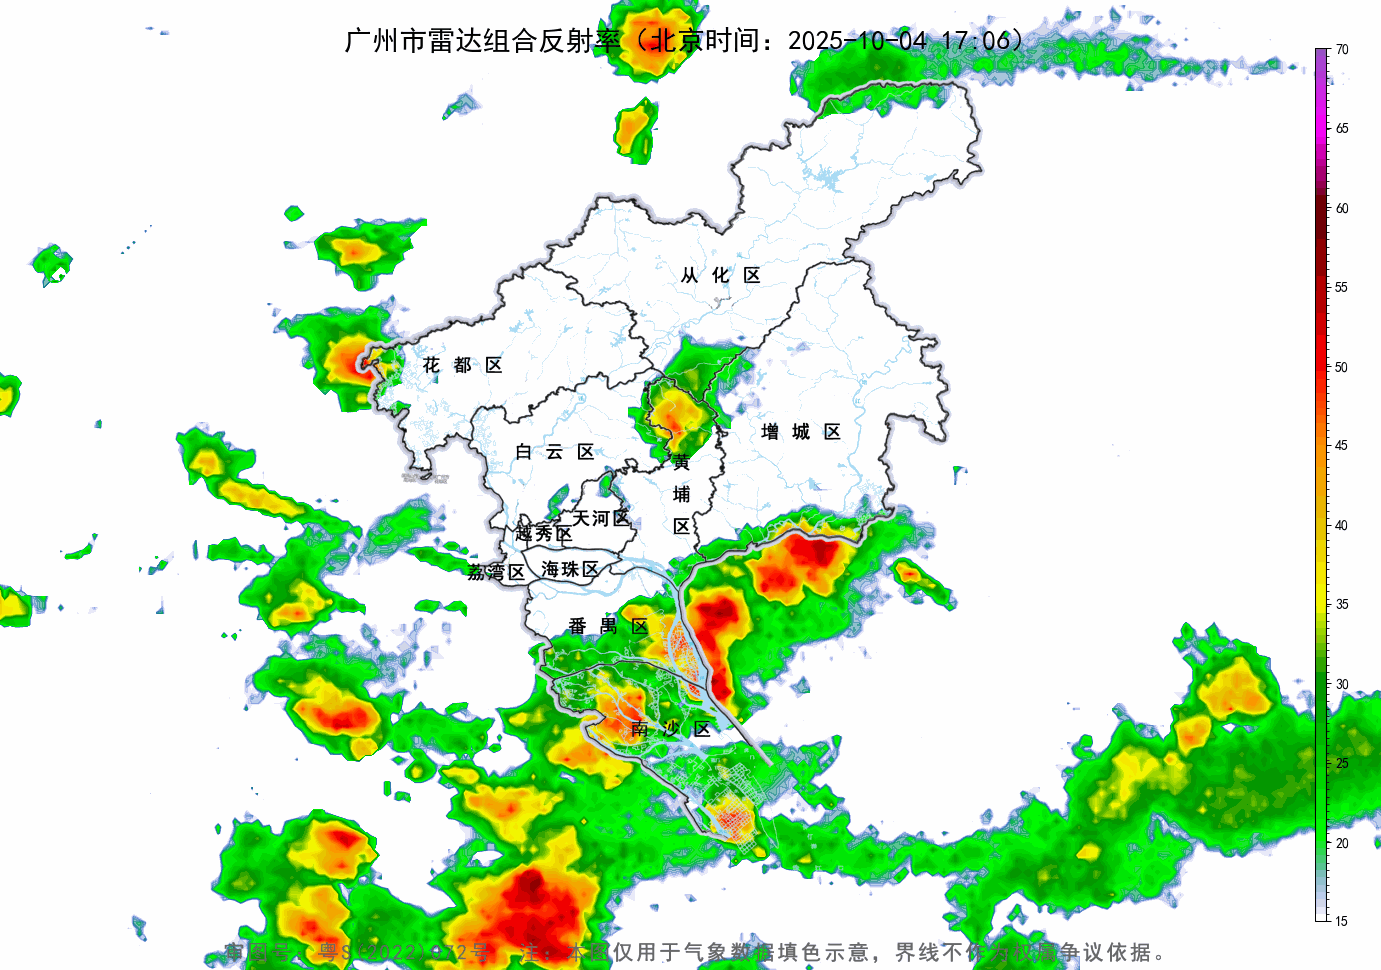 广州市雷达组合反射率（北京时间：2025-10-04 17:06）
70
65
60
55
50
45
40
35
30
25
20
15
从化区
花都区
增城区
白云区
黄埔区
天河区
越秀区
荔湾区
海珠区
番禺区
南沙区
审图号：粤S(2022)072号 注：本图仅用于气象数据填色示意，界线不作为权属争议依据。